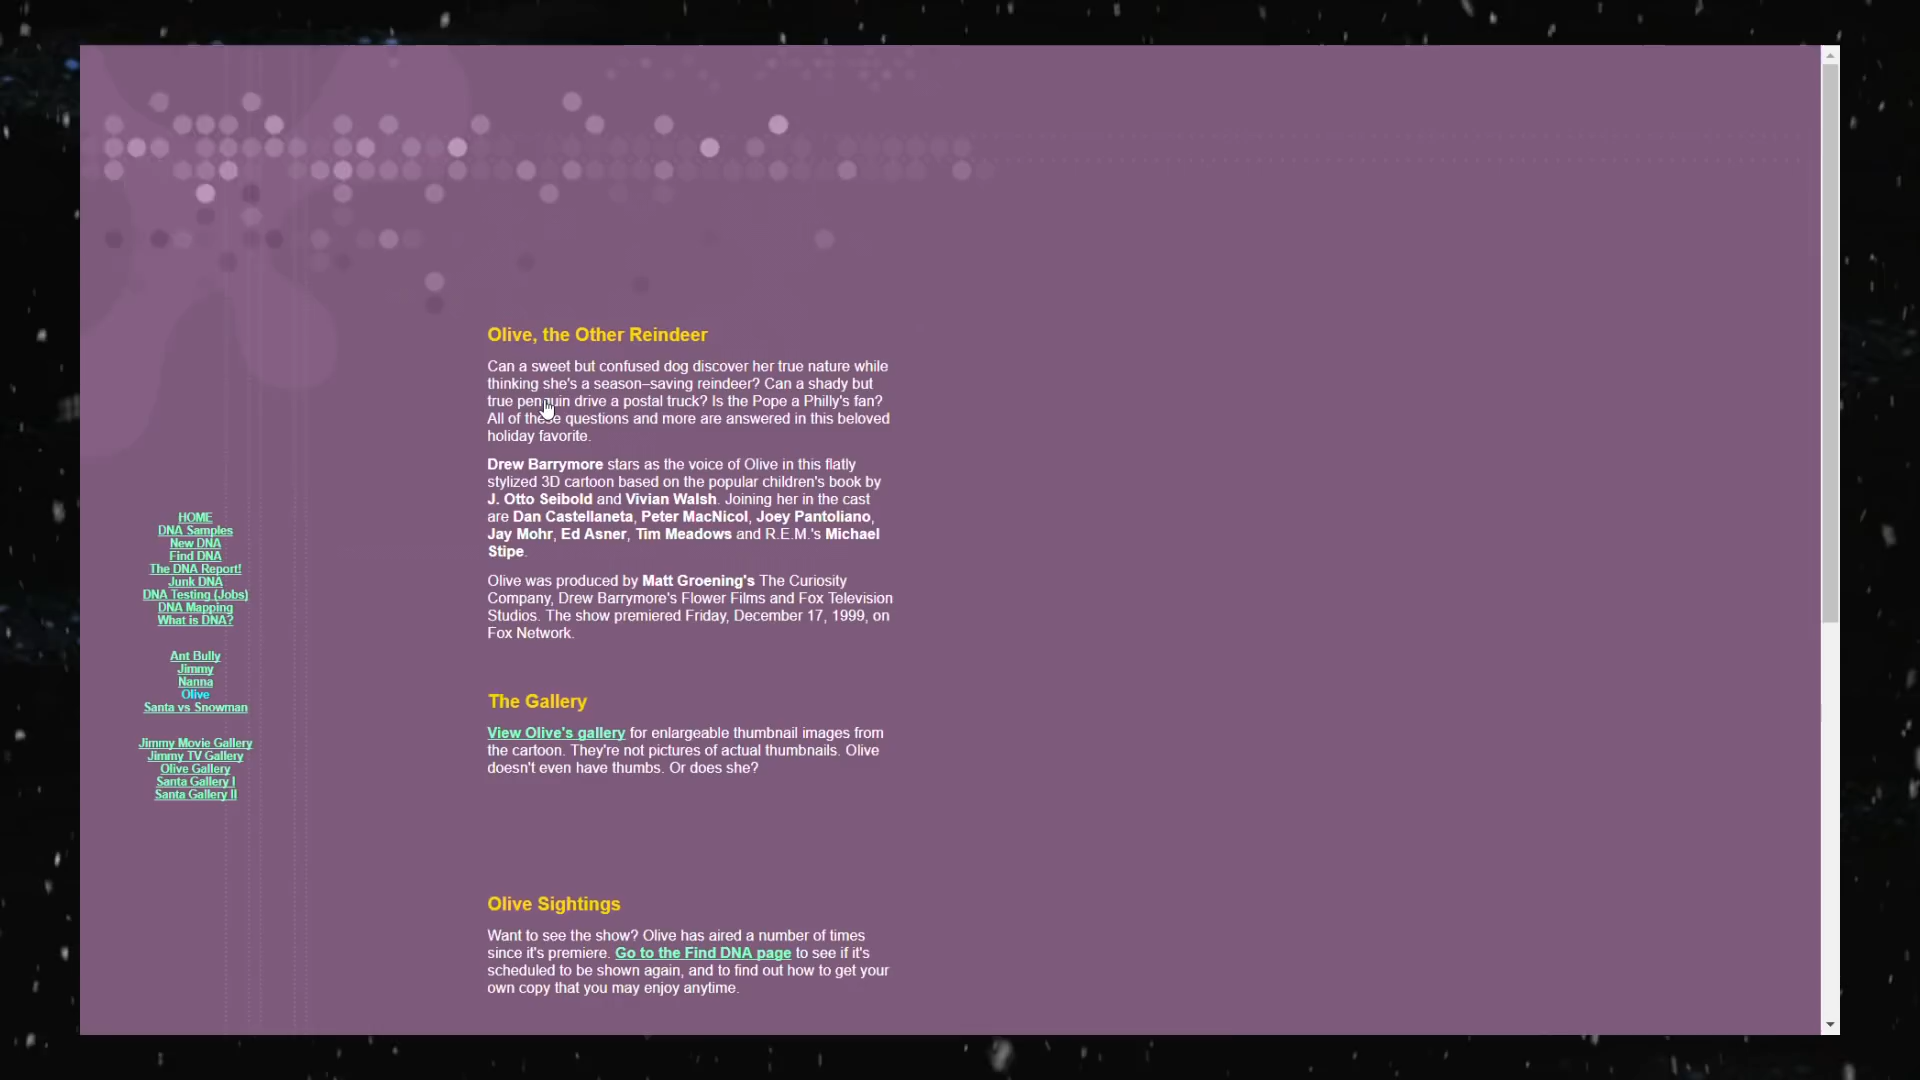 Olive, the Other Reindeer
Can a sweet but confused dog discover her true nature while
thinking she's a season–saving reindeer? Can a shady but
true penguin drive a postal truck? Is the Pope a Philly's fan?
All of these questions and more are answered in this beloved
holiday favorite.
Drew Barrymore stars as the voice of Olive in this flatly
stylized 3D cartoon based on the popular children's book by
J. Otto Seibold and Vivian Walsh. Joining her in the cast
are Dan Castellaneta, Peter MacNicol, Joey Pantoliano,
Jay Mohr, Ed Asner, Tim Meadows and R.E.M.'s Michael
Stipe.
Olive was produced by Matt Groening's The Curiosity
Company, Drew Barrymore's Flower Films and Fox Television
Studios. The show premiered Friday, December 17, 1999, on
Fox Network.
HOME
DNA Samples
New DNA
Find DNA
The DNA Report!
Junk DNA
DNA Testing (Jobs)
DNA Mapping
What is DNA?
Ant Bully
Jimmy
Nanna
Olive
Santa vs Snowman
Jimmy Movie Gallery
Jimmy TV Gallery
Olive Gallery
Santa Gallery I
Santa Gallery II
The Gallery
View Olive's gallery for enlargeable thumbnail images from
the cartoon. They're not pictures of actual thumbnails. Olive
doesn't even have thumbs. Or does she?
Olive Sightings
Want to see the show? Olive has aired a number of times
since it's premiere. Go to the Find DNA page to see if it's
scheduled to be shown again, and to find out how to get your
own copy that you may enjoy anytime.